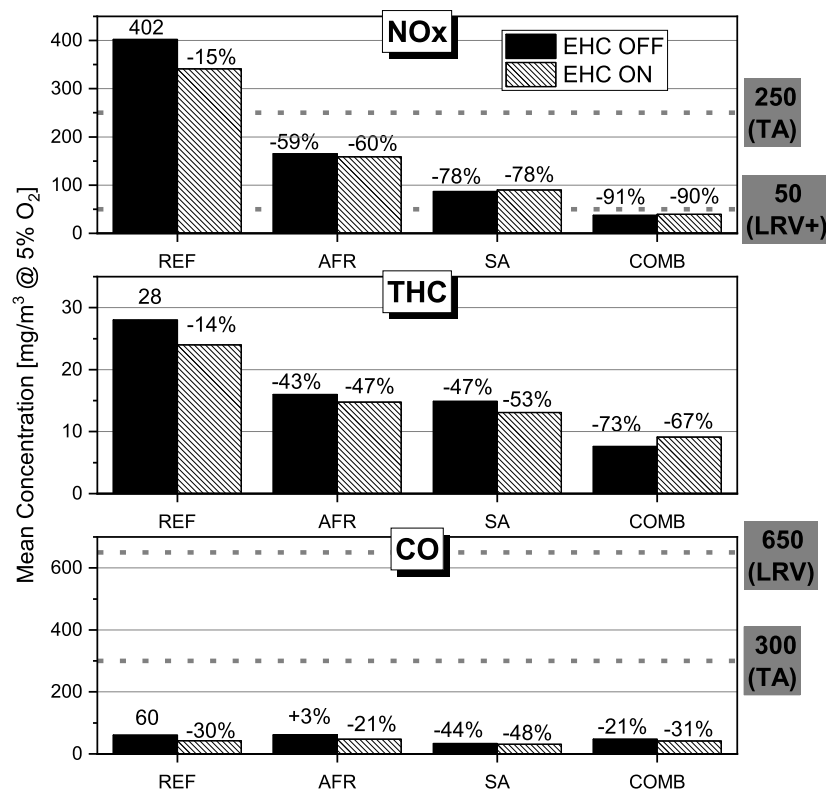 Mean Concentration [mg/m³ @ 5% O₂]
NOx
EHC OFF
EHC ON
400
300
200
100
0
402
-15%
-59%
-60%
-78%
-78%
-91%
-90%
250
(TA)
50
(LRV+)
REF
AFR
SA
COMB
THC
30
20
10
0
28
-14%
-43%
-47%
-47%
-53%
-73%
-67%
REF
AFR
SA
COMB
CO
600
400
200
0
60
-30%
+3%
-21%
-44%
-48%
-21%
-31%
650
(LRV)
300
(TA)
REF
AFR
SA
COMB